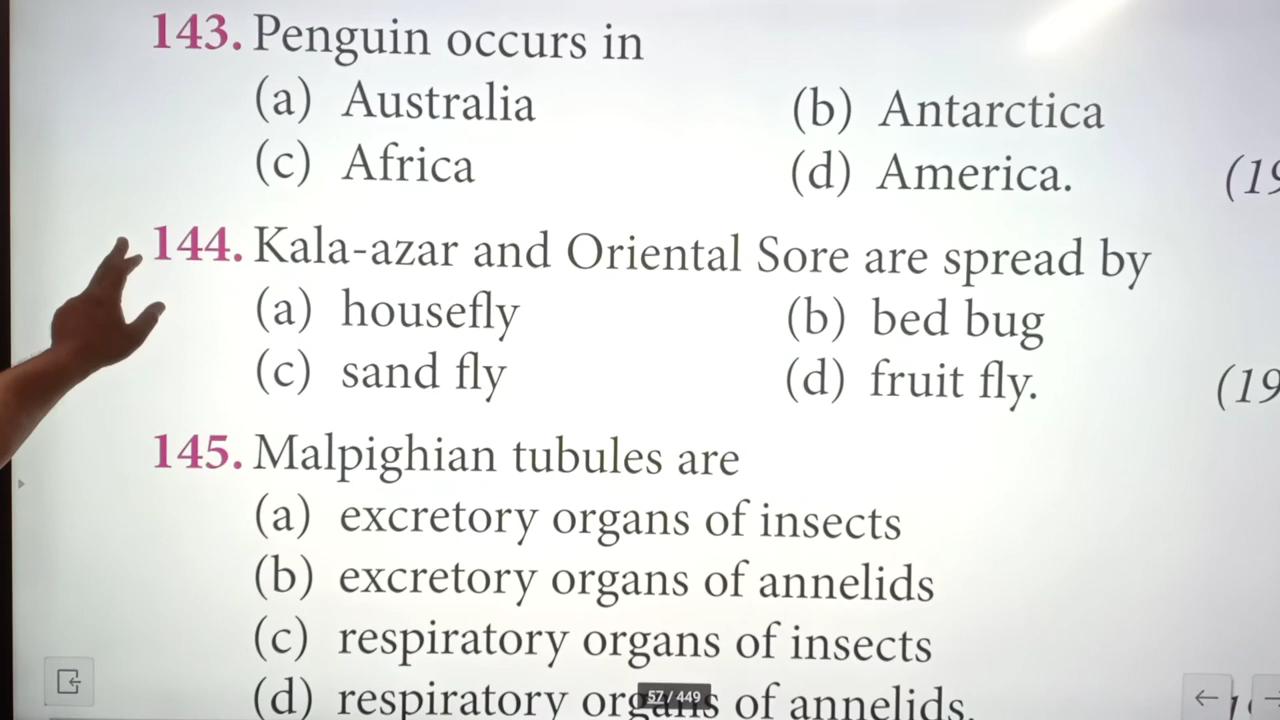 143. Penguin occurs in
(a) Australia (b) Antarctica
(c) Africa (d) America.
144. Kala-azar and Oriental Sore are spread by
(a) housefly (b) bed bug
(c) sand fly (d) fruit fly.
145. Malpighian tubules are
(a) excretory organs of insects
(b) excretory organs of annelids
(c) respiratory organs of insects
(d) respiratory organs of annelids.
57 / 449